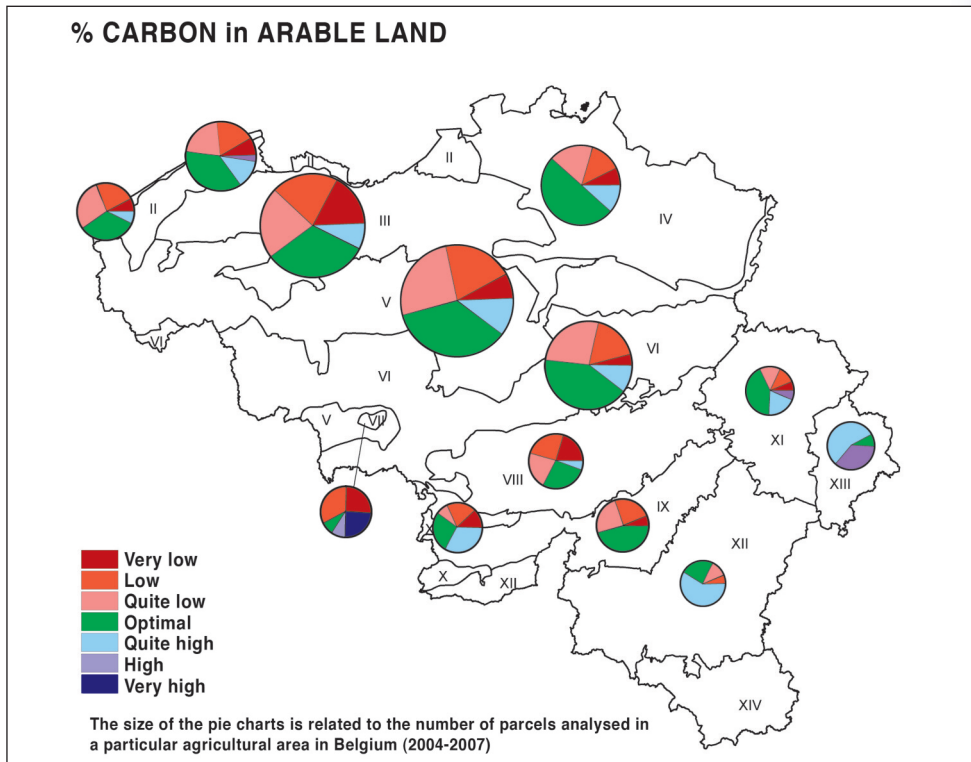 % CARBON in ARABLE LAND
II
II
II
III
IV
V
VI
VI
VI
V
VII
XI
VIII
XIII
IX
X
XII
X
XII
XIV
Very low
Low
Quite low
Optimal
Quite high
High
Very high
The size of the pie charts is related to the number of parcels analysed in
a particular agricultural area in Belgium (2004-2007)